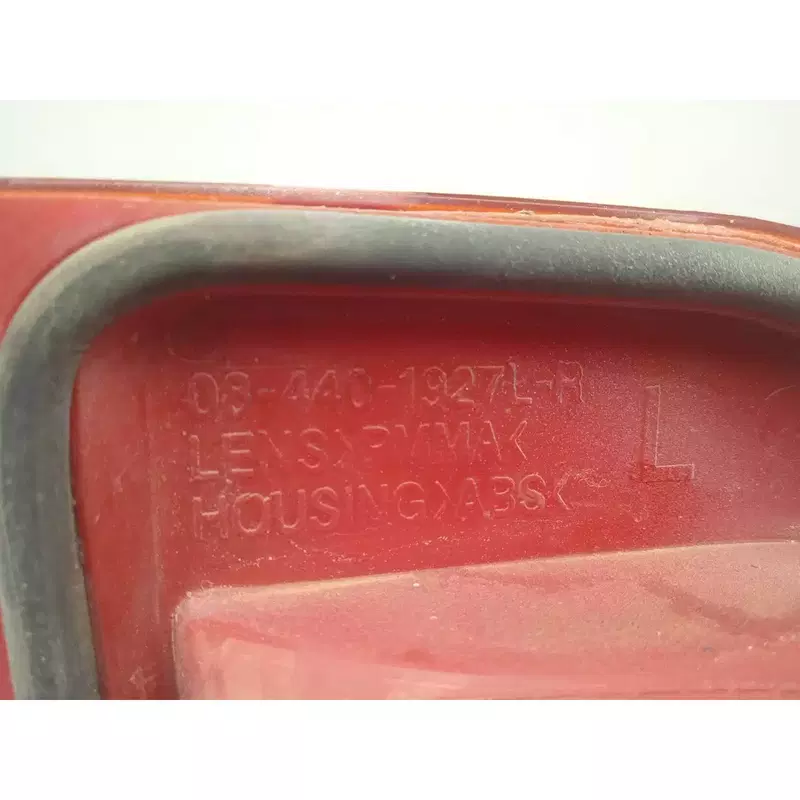 08-440-1927L-R
LENS>PMMA<
HOUSING>ABS<
L